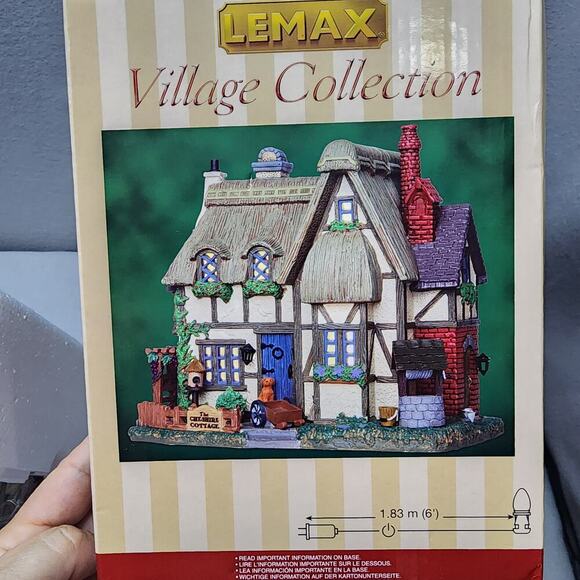 LEMAX
Village Collection
The
CHESHIRE
COTTAGE
1.83 m (6')
• READ IMPORTANT INFORMATION ON BASE.
• LIRE L'INFORMATION IMPORTANTE SUR LE DESSOUS.
• LEA INFORMACIÓN IMPORTANTE EN LA BASE.
• WICHTIGE INFORMATION AUF DER KARTONUNTERSEITE.